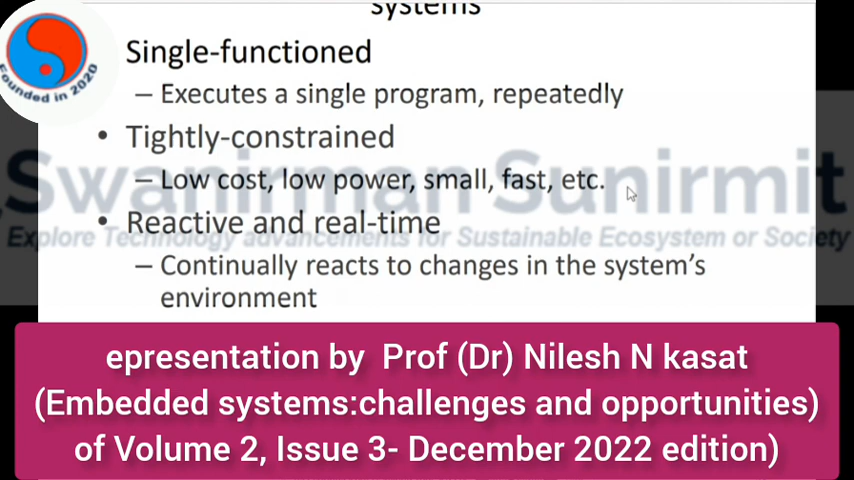 systems
Single-functioned
– Executes a single program, repeatedly
• Tightly-constrained
– Low cost, low power, small, fast, etc.
• Reactive and real-time
– Continually reacts to changes in the system's
environment
Swanirman Sunirmit
Explore Technology advancements for Sustainable Ecosystem or Society
Founded in 2020
epresentation by Prof (Dr) Nilesh N kasat
(Embedded systems:challenges and opportunities)
of Volume 2, Issue 3- December 2022 edition)